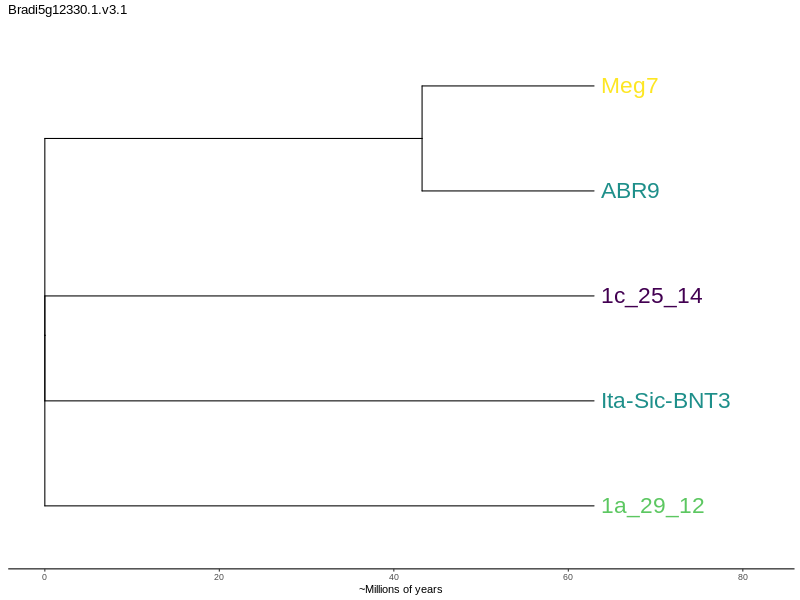 Bradi5g12330.1.v3.1
Meg7
ABR9
1c_25_14
Ita-Sic-BNT3
1a_29_12
0 20 40 60 80
~Millions of years